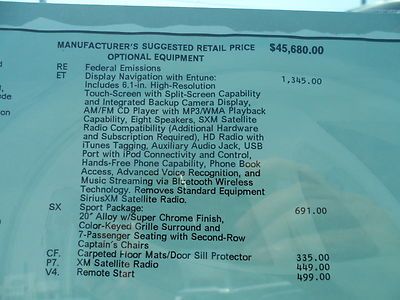 MANUFACTURER'S SUGGESTED RETAIL PRICE $45,680.00
OPTIONAL EQUIPMENT
RE Federal Emissions
ET Display Navigation with Entune: 1,345.00
Includes 6.1-in. High-Resolution
Touch-Screen with Split-Screen Capability
and Integrated Backup Camera Display,
AM/FM CD Player with MP3/WMA Playback
Capability, Eight Speakers, SXM Satellite
Radio Compatibility (Additional Hardware
and Subscription Required), HD Radio with
iTunes Tagging, Auxiliary Audio Jack, USB
Port with iPod Connectivity and Control,
Hands-Free Phone Capability, Phone Book
Access, Advanced Voice Recognition, and
Music Streaming via Bluetooth Wireless
Technology. Removes Standard Equipment
SiriusXM Satellite Radio.
SX Sport Package: 691.00
20" Alloy w/Super Chrome Finish,
Color-Keyed Grille Surround and
7-Passenger Seating with Second-Row
Captain's Chairs
CF. Carpeted Floor Mats/Door Sill Protector 335.00
P7. XM Satellite Radio 449.00
V4. Remote Start 499.00